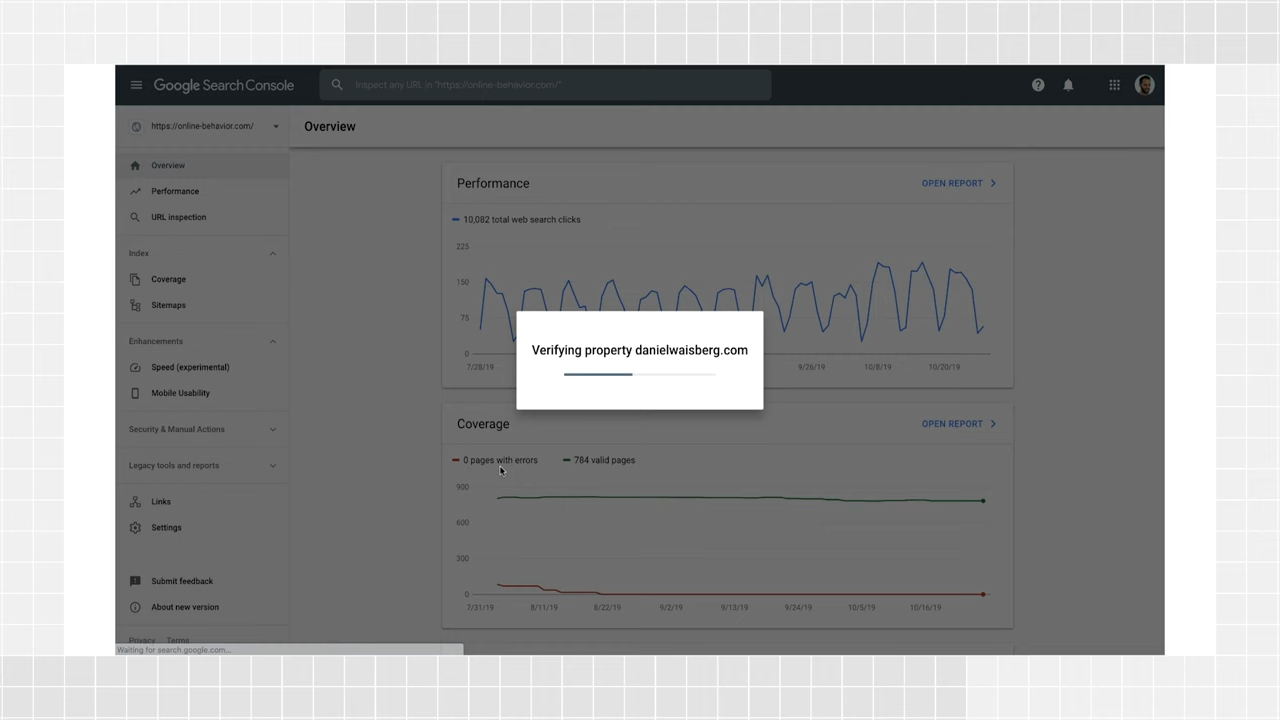 Google Search Console
Inspect any URL in "https://online-behavior.com/"
https://online-behavior.com/
Overview
Overview
Performance
URL inspection
Index
Coverage
Sitemaps
Enhancements
Speed (experimental)
Mobile Usability
Security & Manual Actions
Legacy tools and reports
Links
Settings
Submit feedback
About new version
Privacy Terms
Waiting for search.google.com...
Performance
OPEN REPORT
10,082 total web search clicks
225
150
75
0
7/28/19 9/26/19 10/8/19 10/20/19
Verifying property danielwaisberg.com
Coverage
OPEN REPORT
0 pages with errors 784 valid pages
900
600
300
0
7/31/19 8/11/19 8/22/19 9/2/19 9/13/19 9/24/19 10/5/19 10/16/19